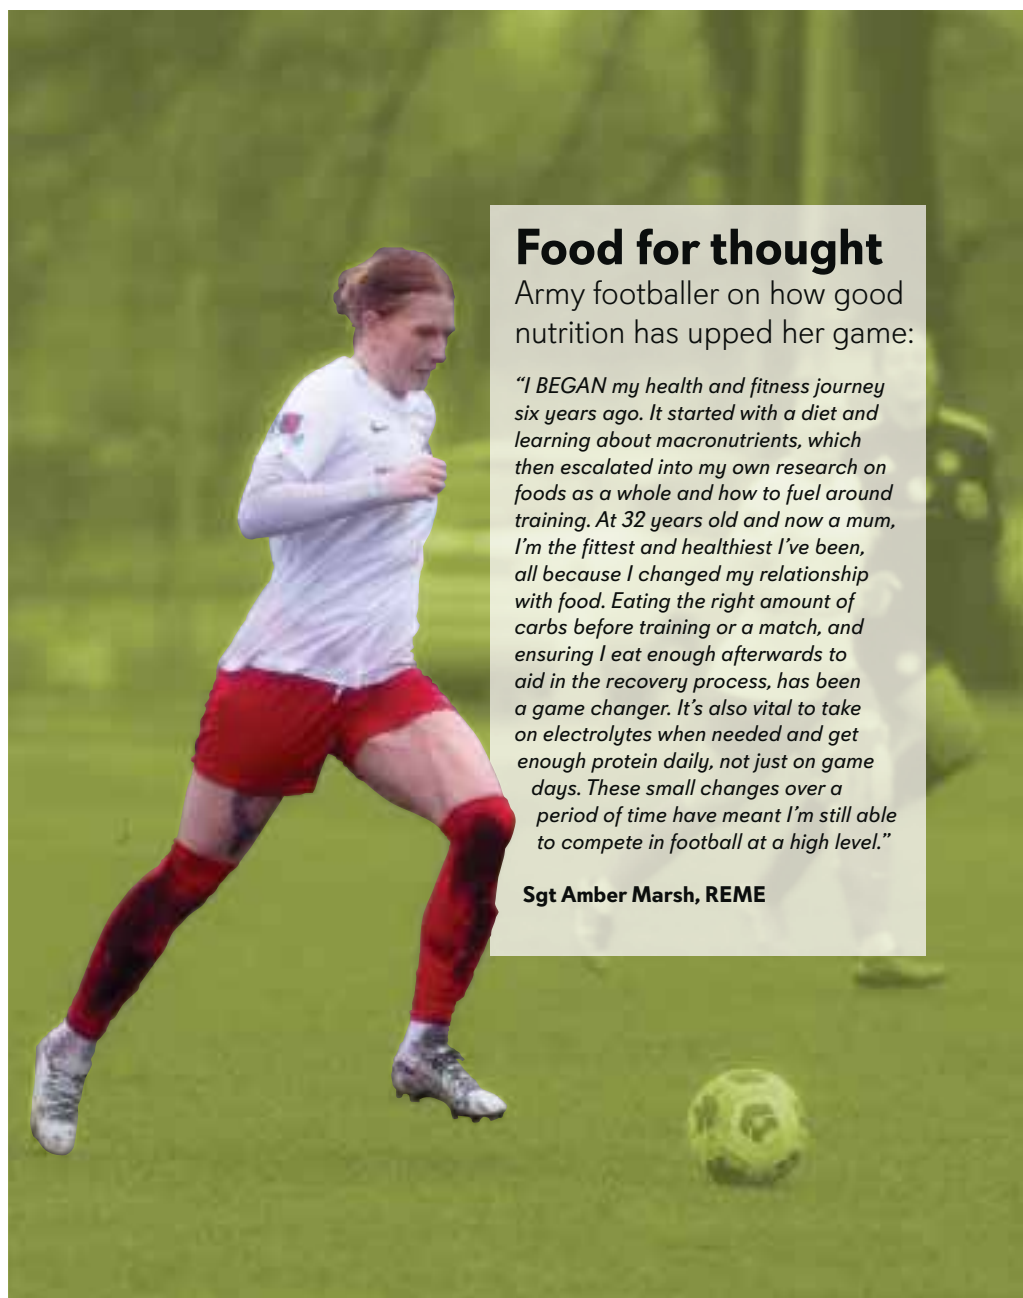 Food for thought
Army footballer on how good
nutrition has upped her game:
“I BEGAN my health and fitness journey
six years ago. It started with a diet and
learning about macronutrients, which
then escalated into my own research on
foods as a whole and how to fuel around
training. At 32 years old and now a mum,
I’m the fittest and healthiest I’ve been,
all because I changed my relationship
with food. Eating the right amount of
carbs before training or a match, and
ensuring I eat enough afterwards to
aid in the recovery process, has been
a game changer. It’s also vital to take
on electrolytes when needed and get
enough protein daily, not just on game
days. These small changes over a
period of time have meant I’m still able
to compete in football at a high level.”
Sgt Amber Marsh, REME